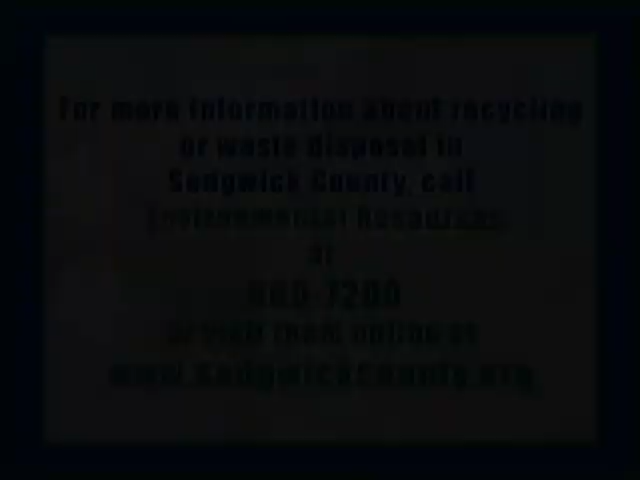 For more information about recycling
or waste disposal in
Sedgwick County, call
Environmental Resources
at
660-7200
or visit them online at
www.SedgwickCounty.org